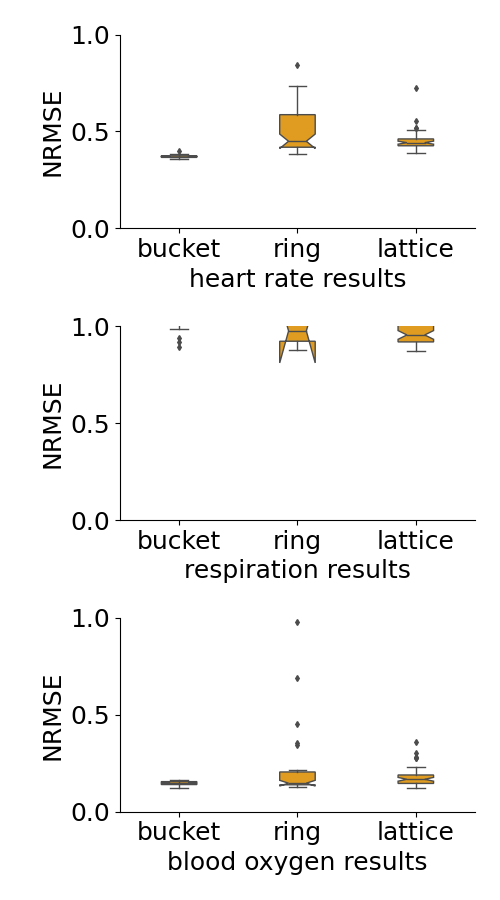 1.0
NRMSE
0.5
0.0
bucket ring lattice
heart rate results
1.0
NRMSE
0.5
0.0
bucket ring lattice
respiration results
1.0
NRMSE
0.5
0.0
bucket ring lattice
blood oxygen results